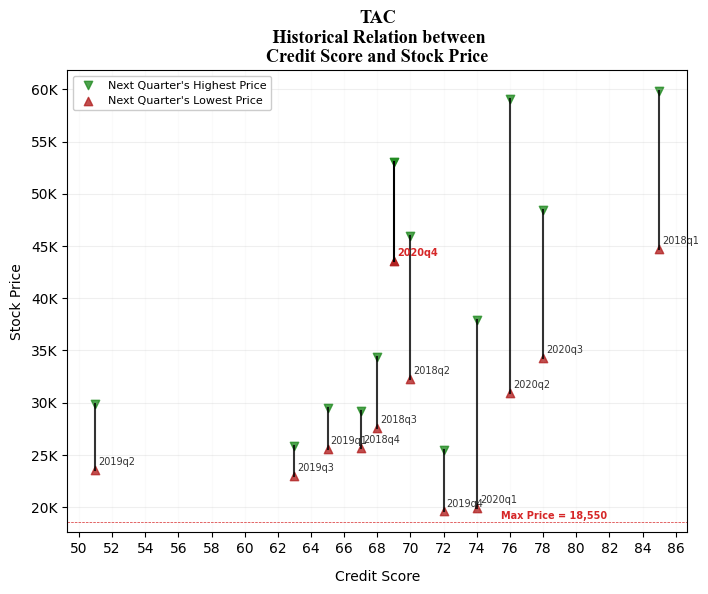 TAC
Historical Relation between
Credit Score and Stock Price
Next Quarter's Highest Price
Next Quarter's Lowest Price
60K
55K
50K
45K
40K
35K
30K
25K
20K
Stock Price
2018q1
2020q4
2018q2
2020q3
2020q2
2018q3
2019q1
2018q4
2019q2
2019q3
2019q4
2020q1
Max Price = 18,550
50 52 54 56 58 60 62 64 66 68 70 72 74 76 78 80 82 84 86
Credit Score